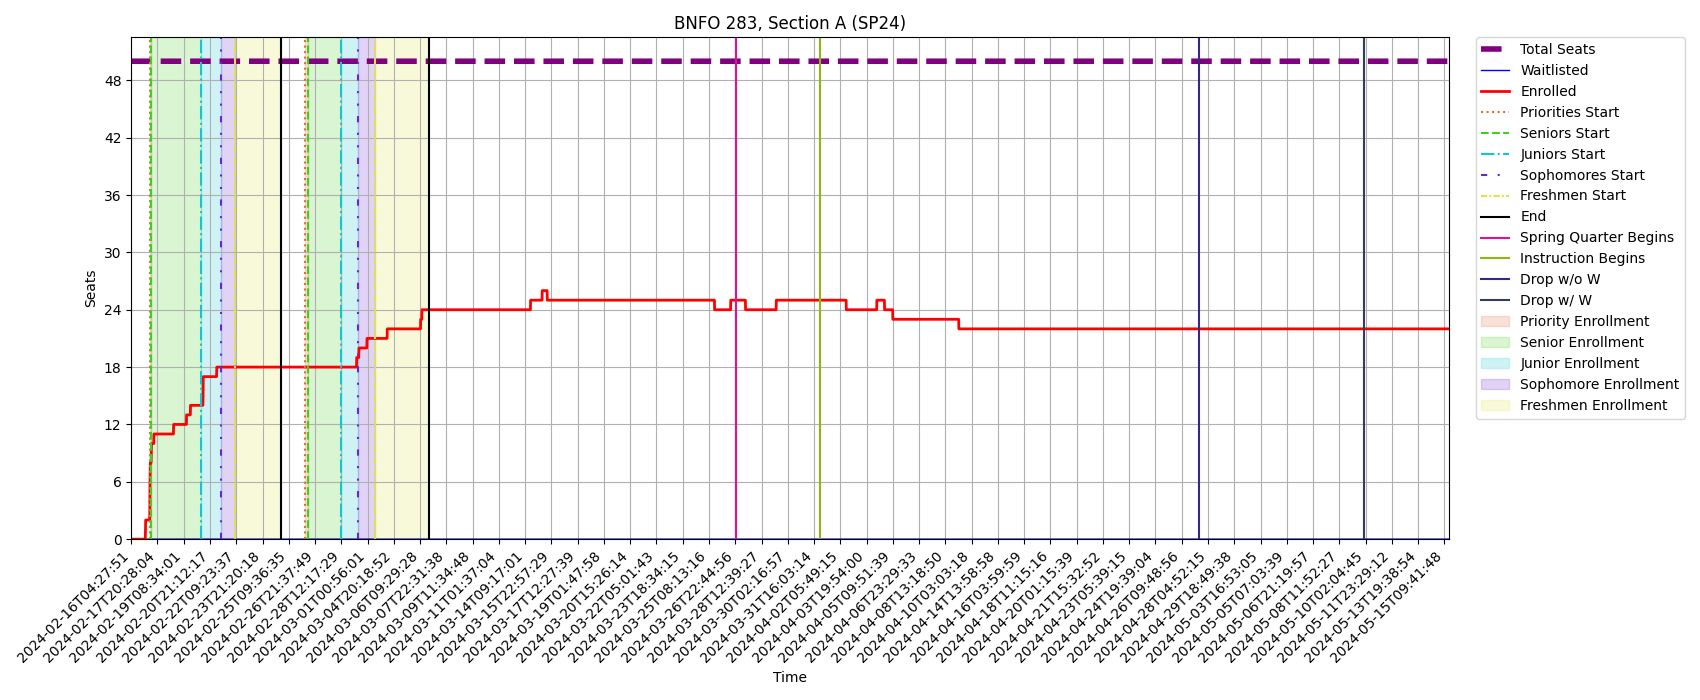 BNFO 283, Section A (SP24)
Seats
48
42
36
30
24
18
12
6
0
2024-02-16T04:27:51
2024-02-17T20:28:04
2024-02-19T08:34:01
2024-02-20T21:12:17
2024-02-22T09:23:37
2024-02-23T21:20:18
2024-02-25T09:36:35
2024-02-26T21:37:49
2024-02-28T12:17:29
2024-03-01T00:56:01
2024-03-04T20:18:52
2024-03-06T09:29:28
2024-03-07T22:31:38
2024-03-09T11:34:48
2024-03-11T01:37:04
2024-03-14T09:17:01
2024-03-15T22:57:29
2024-03-17T12:27:39
2024-03-19T01:47:58
2024-03-20T15:26:14
2024-03-22T05:01:43
2024-03-23T18:34:15
2024-03-25T08:13:16
2024-03-26T22:44:56
2024-03-28T12:39:27
2024-03-30T02:16:57
2024-03-31T16:03:14
2024-04-02T05:49:15
2024-04-03T19:54:00
2024-04-05T09:51:39
2024-04-06T23:29:33
2024-04-08T13:18:50
2024-04-10T03:03:18
2024-04-14T13:58:58
2024-04-16T03:59:59
2024-04-18T11:15:16
2024-04-20T01:15:39
2024-04-21T15:32:52
2024-04-23T05:39:15
2024-04-24T19:39:04
2024-04-26T09:48:56
2024-04-28T04:52:15
2024-04-29T18:49:38
2024-05-03T16:53:05
2024-05-05T07:03:39
2024-05-06T21:19:57
2024-05-08T11:52:27
2024-05-10T02:04:45
2024-05-11T23:29:12
2024-05-13T19:38:54
2024-05-15T09:41:48
Time
Total Seats
Waitlisted
Enrolled
Priorities Start
Seniors Start
Juniors Start
Sophomores Start
Freshmen Start
End
Spring Quarter Begins
Instruction Begins
Drop w/o W
Drop w/ W
Priority Enrollment
Senior Enrollment
Junior Enrollment
Sophomore Enrollment
Freshmen Enrollment